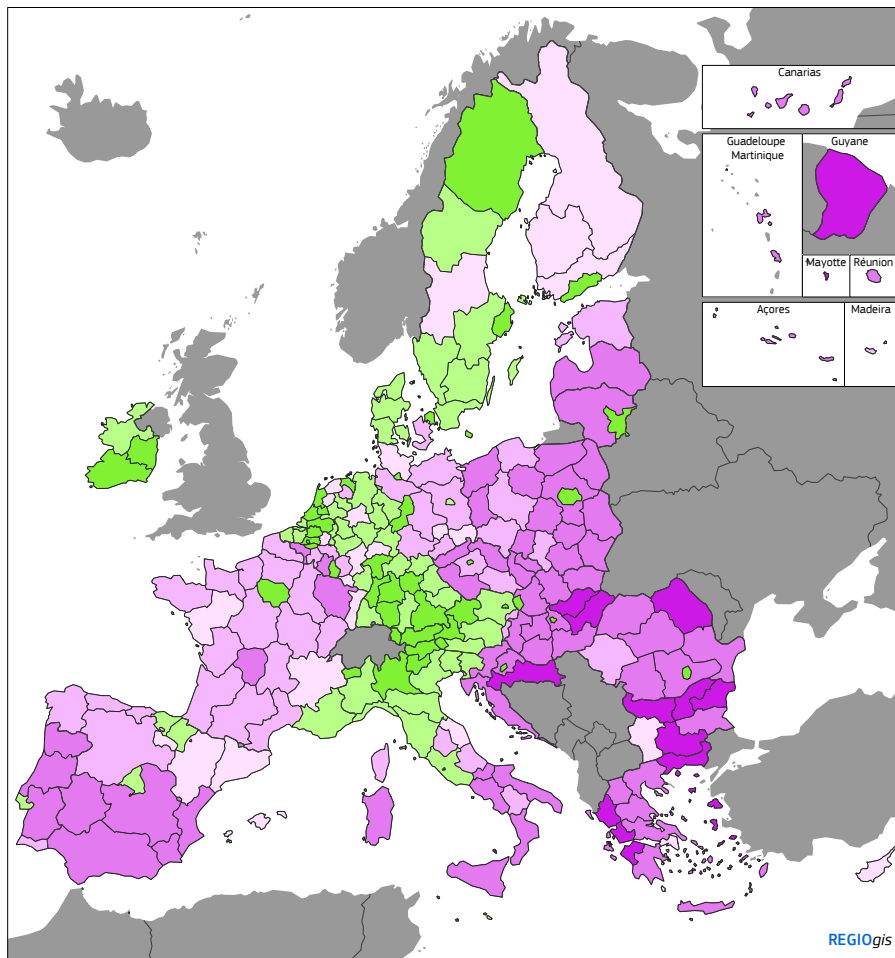 Canarias
Guadeloupe
Martinique
Guyane
Mayotte
Réunion
Açores
Madeira
REGIOgis